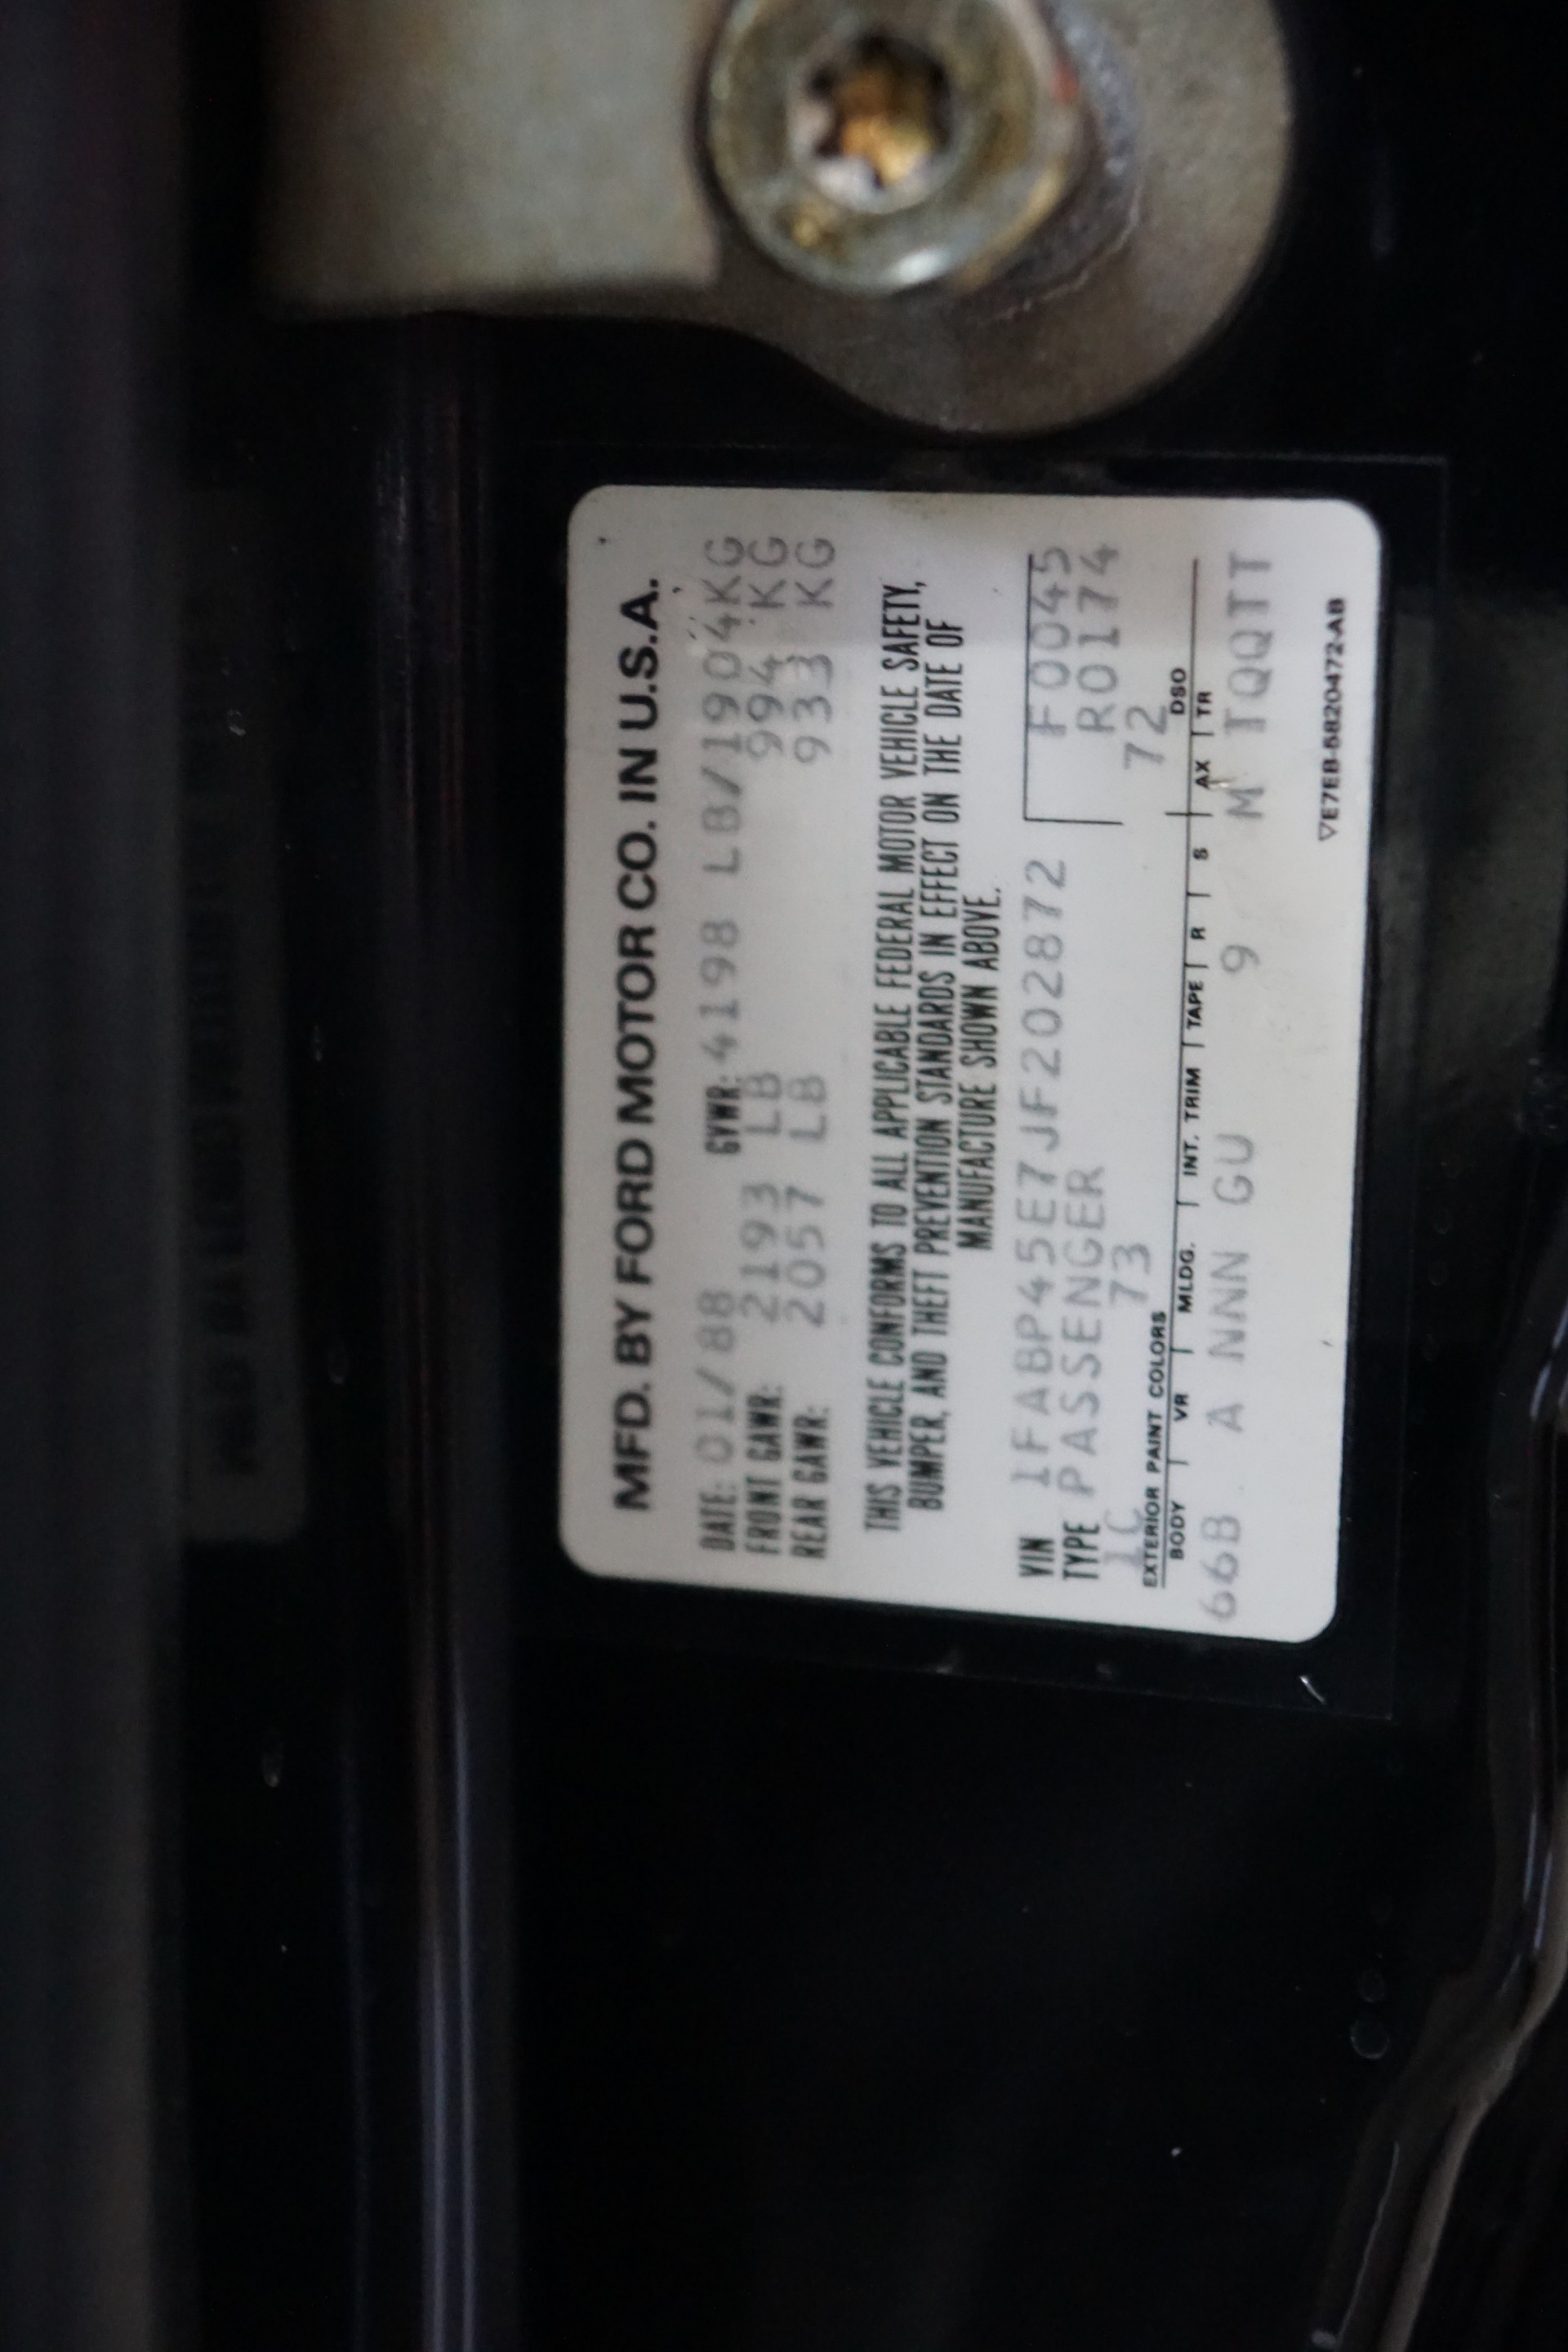 MFD. BY FORD MOTOR CO. IN U.S.A.
DATE: 01/88 GVWR: 4198 LB/1904KG
FRONT GAWR: 2193 LB 994 KG
REAR GAWR: 2057 LB 933 KG
THIS VEHICLE CONFORMS TO ALL APPLICABLE FEDERAL MOTOR VEHICLE SAFETY,
BUMPER, AND THEFT PREVENTION STANDARDS IN EFFECT ON THE DATE OF
MANUFACTURE SHOWN ABOVE.
VIN 1FABP45E7JF202872 F0045
TYPE PASSENGER R0174
1C 73 72
EXTERIOR PAINT COLORS DSO
BODY VR MLDG. INT. TRIM TAPE R S AX TR
66B A NNN GU 9 M TQQTT
▽E7EB-5820472-AB